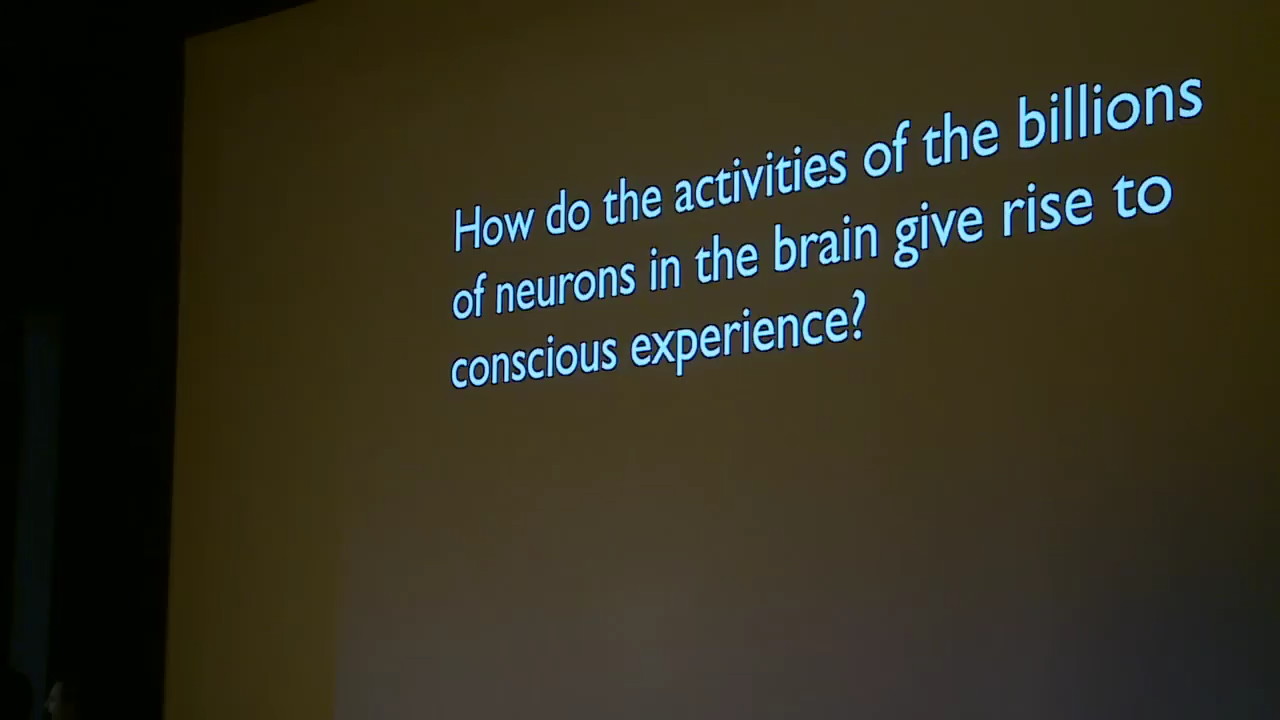 How do the activities of the billions
of neurons in the brain give rise to
conscious experience?